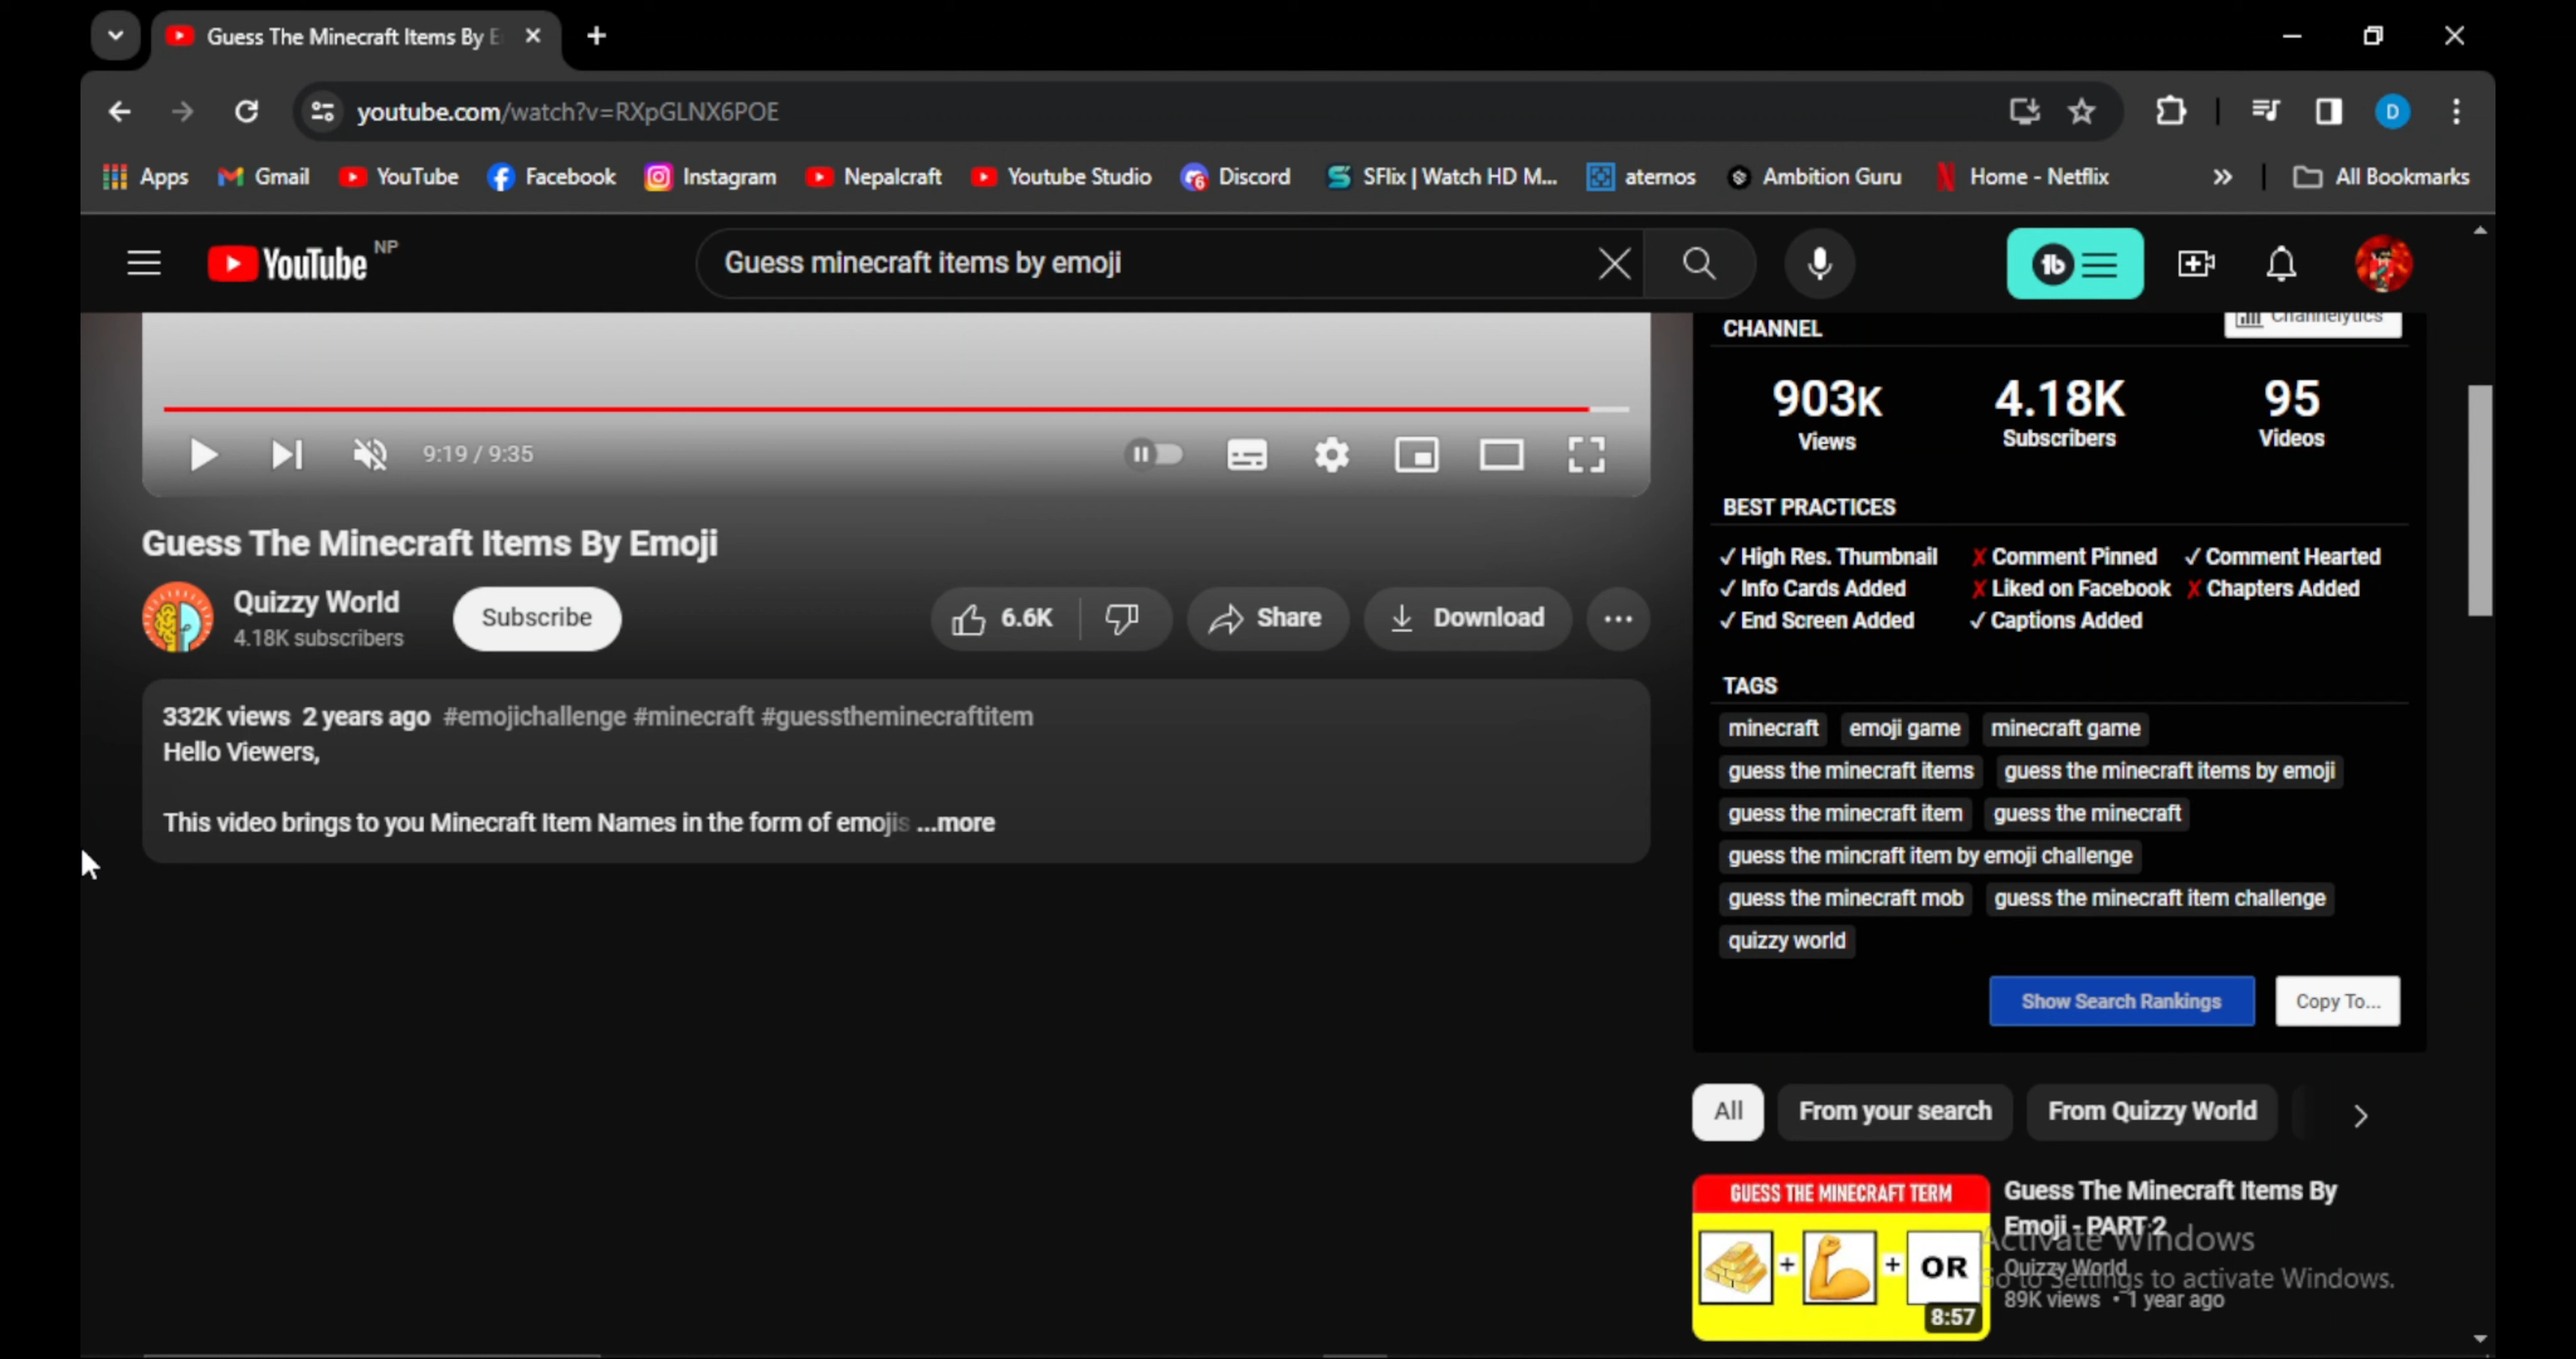 Guess The Minecraft Items By E
youtube.com/watch?v=RXpGLNX6POE
D
Apps Gmail YouTube Facebook Instagram Nepalcraft Youtube Studio Discord SFlix | Watch HD M... aternos Ambition Guru Home - Netflix All Bookmarks
YouTube NP
Guess minecraft items by emoji
tb
CHANNEL
Channelytics
903K 4.18K 95
Views Subscribers Videos
9:19 / 9:35
BEST PRACTICES
✓ High Res. Thumbnail ✗ Comment Pinned ✓ Comment Hearted
✓ Info Cards Added ✗ Liked on Facebook ✗ Chapters Added
✓ End Screen Added ✓ Captions Added
Guess The Minecraft Items By Emoji
Quizzy World
4.18K subscribers
Subscribe
6.6K
Share
Download
332K views 2 years ago #emojichallenge #minecraft #guesstheminecraftitem
Hello Viewers,
This video brings to you Minecraft Item Names in the form of emojis ...more
TAGS
minecraft emoji game minecraft game
guess the minecraft items guess the minecraft items by emoji
guess the minecraft item guess the minecraft
guess the mincraft item by emoji challenge
guess the minecraft mob guess the minecraft item challenge
quizzy world
Show Search Rankings Copy To...
All From your search From Quizzy World
GUESS THE MINECRAFT TERM
+ + OR
8:57
Guess The Minecraft Items By
Emoji - PART 2
Quizzy World
89K views • 1 year ago
Activate Windows
Go to Settings to activate Windows.